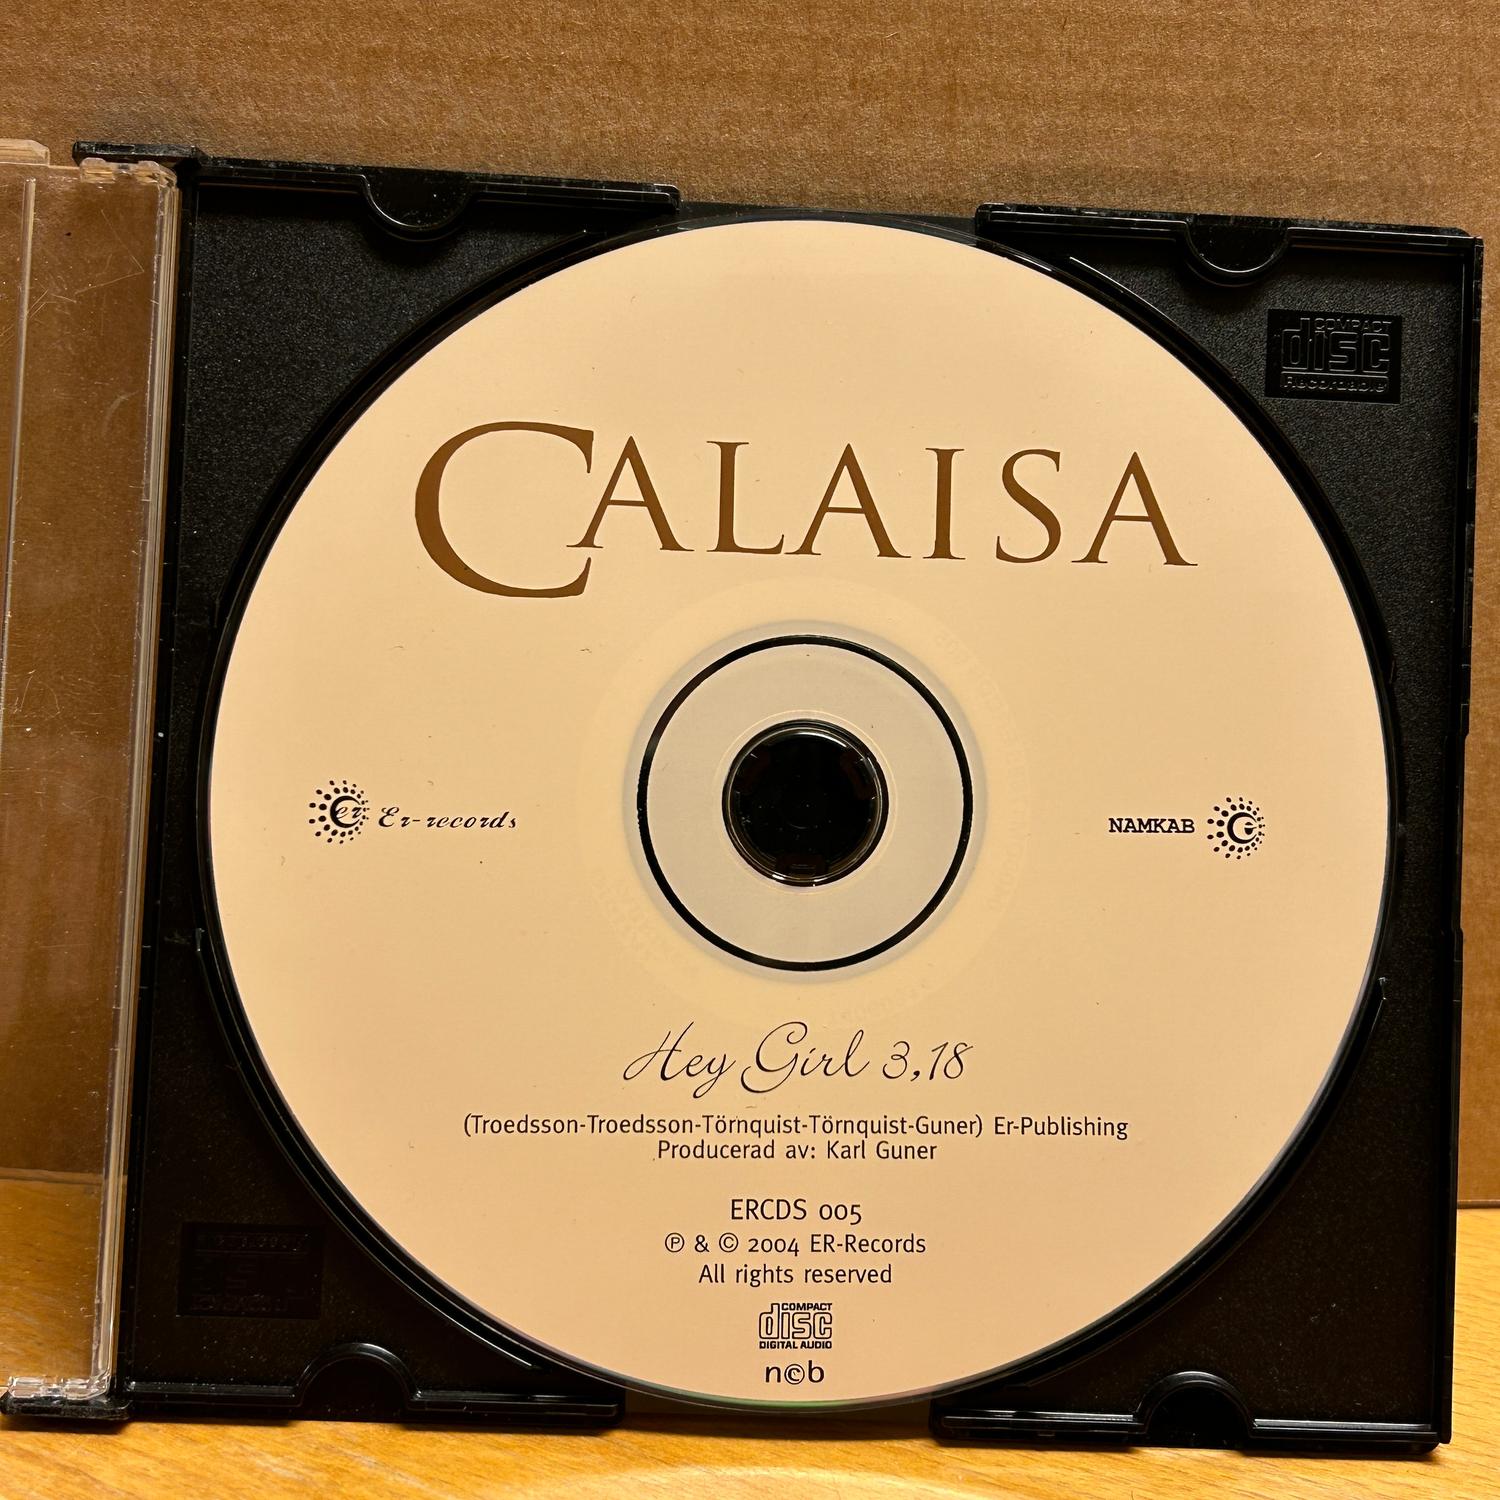 COMPACT
disc
Recordable
CALAISA
er Er-records
NAMKAB e
Hey Girl 3,18
(Troedsson-Troedsson-Törnquist-Törnquist-Guner) Er-Publishing
Producerad av: Karl Guner
ERCDS 005
℗ & © 2004 ER-Records
All rights reserved
COMPACT
disc
DIGITAL AUDIO
n©b